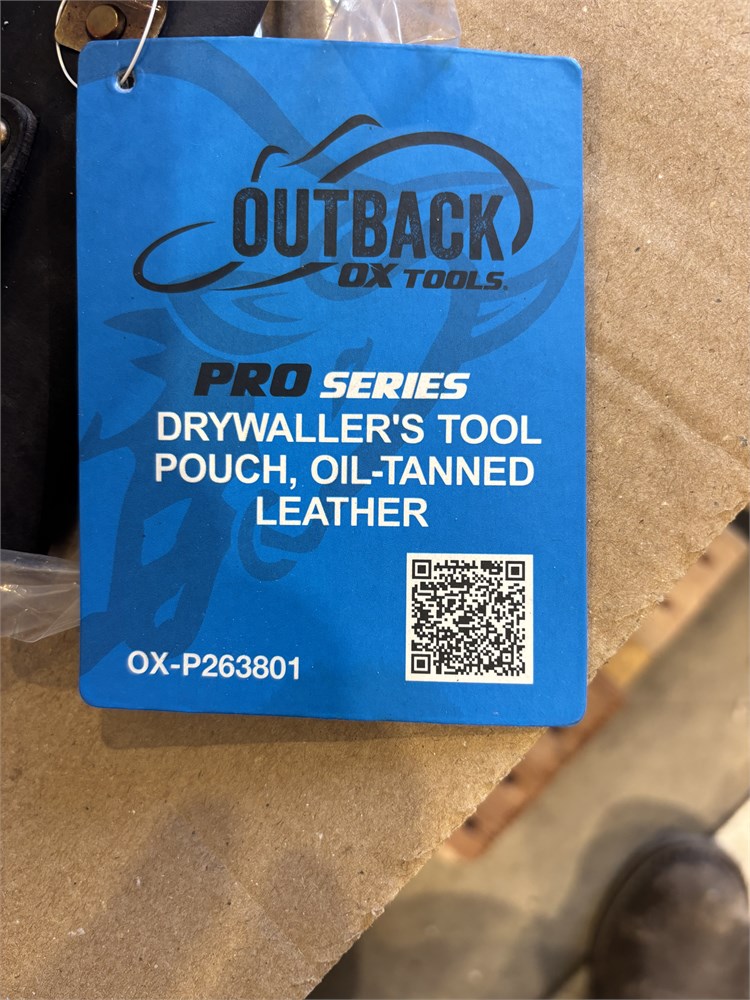 OUTBACK
OX TOOLS®
PRO SERIES
DRYWALLER'S TOOL
POUCH, OIL-TANNED
LEATHER
OX-P263801